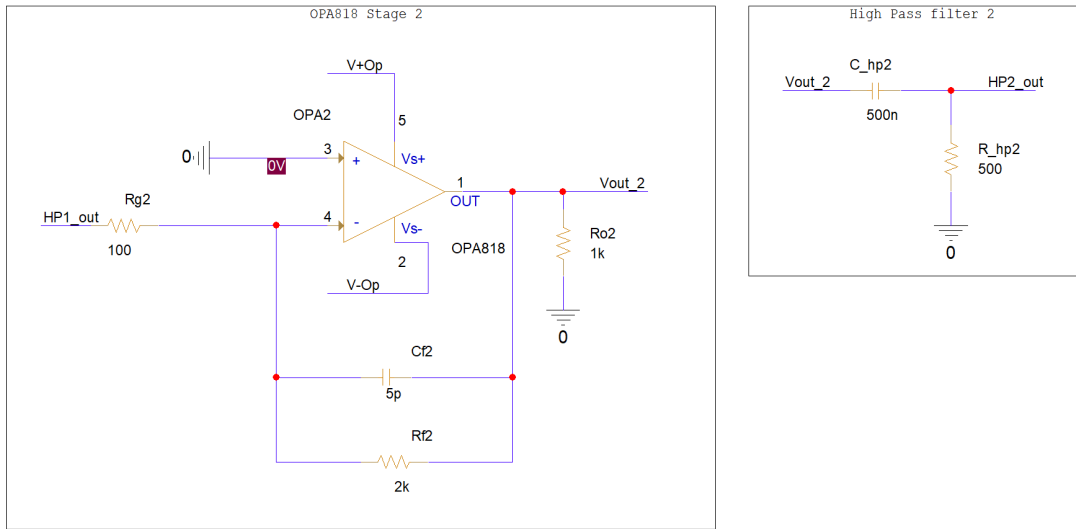 OPA818 Stage 2
V+Op
OPA2
5
3
+
Vs+
0
0V
1
Vout_2
OUT
Rg2
HP1_out
4
-
Vs-
100
2
OPA818
Ro2
1k
V-Op
0
Cf2
5p
Rf2
2k
High Pass filter 2
C_hp2
Vout_2
HP2_out
500n
R_hp2
500
0